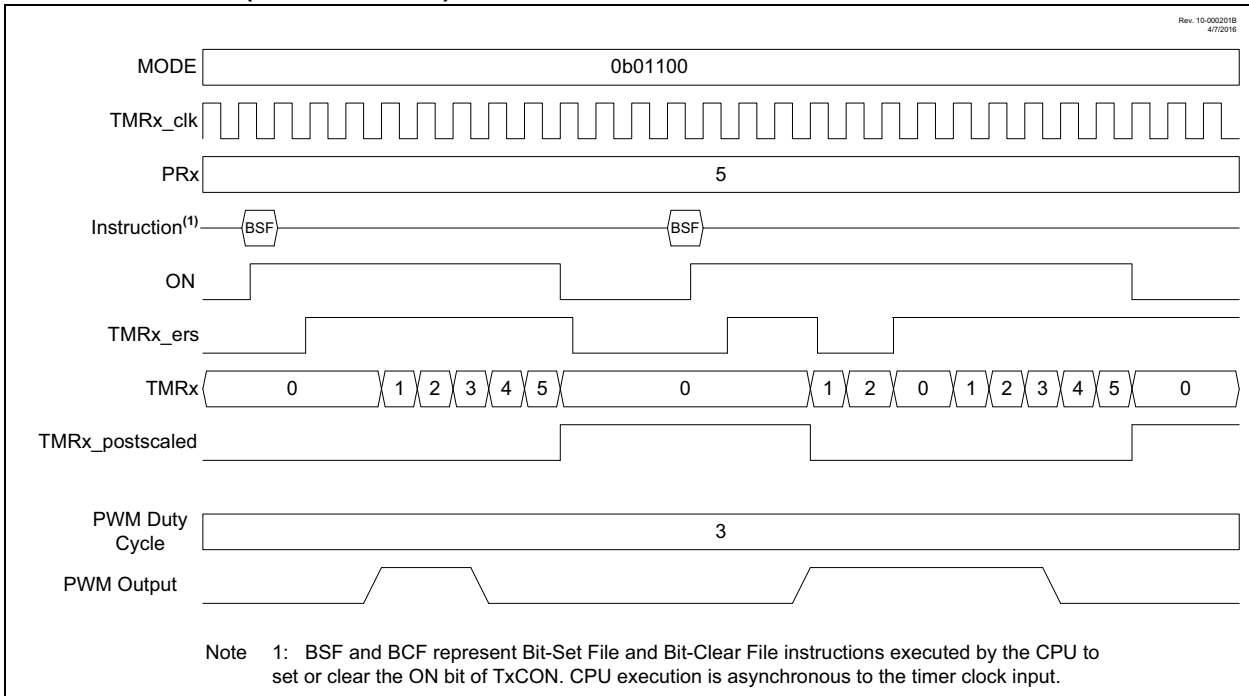 Rev. 10-000201B
4/7/2016
MODE 0b01100
TMRx_clk
PRx 5
Instruction(1) BSF BSF
ON
TMRx_ers
TMRx 0 1 2 3 4 5 0 1 2 0 1 2 3 4 5 0
TMRx_postscaled
PWM Duty
Cycle 3
PWM Output
Note 1: BSF and BCF represent Bit-Set File and Bit-Clear File instructions executed by the CPU to
set or clear the ON bit of TxCON. CPU execution is asynchronous to the timer clock input.